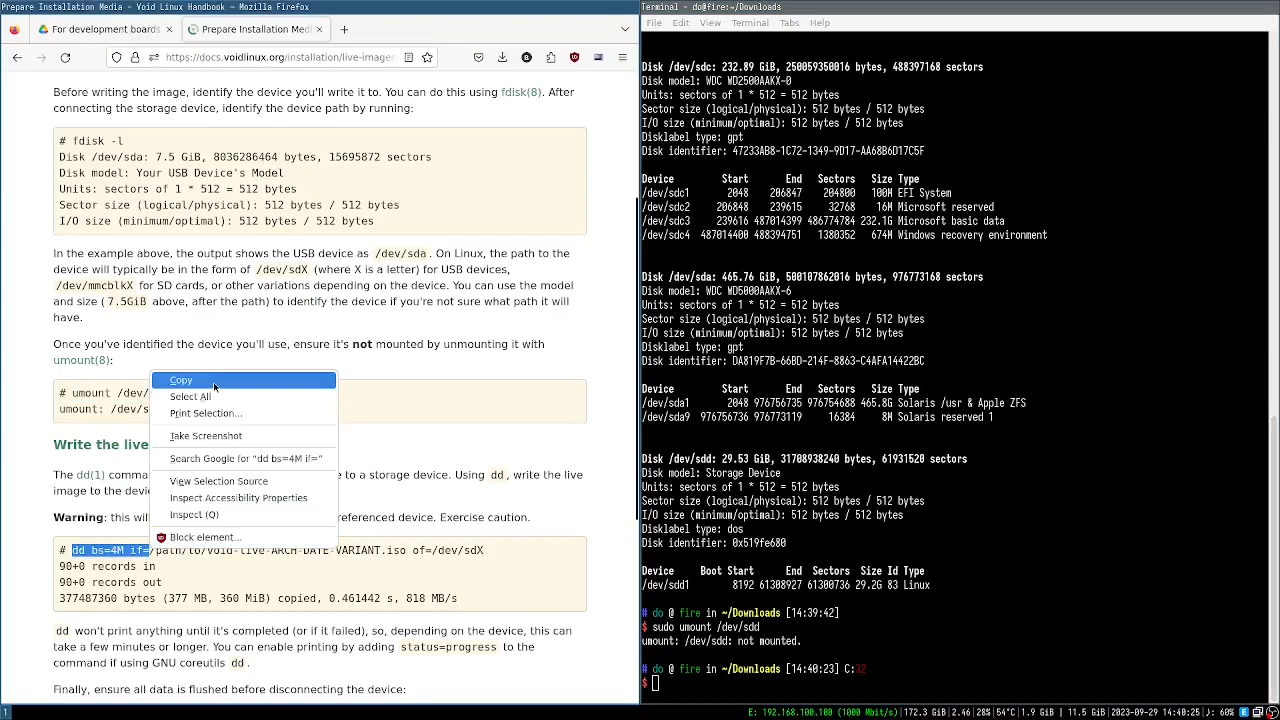 Prepare Installation Media - Void Linux Handbook - Mozilla Firefox
For development boards
Prepare Installation Med
https://docs.voidlinux.org/installation/live-images
Before writing the image, identify the device you'll write it to. You can do this using fdisk(8). After
connecting the storage device, identify the device path by running:
# fdisk -l
Disk /dev/sda: 7.5 GiB, 8036286464 bytes, 15695872 sectors
Disk model: Your USB Device's Model
Units: sectors of 1 * 512 = 512 bytes
Sector size (logical/physical): 512 bytes / 512 bytes
I/O size (minimum/optimal): 512 bytes / 512 bytes
In the example above, the output shows the USB device as /dev/sda. On Linux, the path to the
device will typically be in the form of /dev/sdX (where X is a letter) for USB devices,
/dev/mmcblkX for SD cards, or other variations depending on the device. You can use the model
and size ( 7.5GiB above, after the path) to identify the device if you're not sure what path it will
have.
Once you've identified the device you'll use, ensure it's not mounted by unmounting it with
umount(8):
# umount /dev/
umount: /dev/s
Copy
Select All
Print Selection...
Take Screenshot
Search Google for “dd bs=4M if=”
View Selection Source
Inspect Accessibility Properties
Inspect (Q)
Block element...
Write the live
The dd(1) comma
e to a storage device. Using dd, write the live
image to the device
Warning: this will
referenced device. Exercise caution.
# dd bs=4M if=/path/to/void-live-ARCH-DATE-VARIANT.iso of=/dev/sdX
90+0 records in
90+0 records out
377487360 bytes (377 MB, 360 MiB) copied, 0.461442 s, 818 MB/s
dd won't print anything until it's completed (or if it failed), so, depending on the device, this can
take a few minutes or longer. You can enable printing by adding status=progress to the
command if using GNU coreutils dd.
Finally, ensure all data is flushed before disconnecting the device:
Terminal - do@fire:~/Downloads
File Edit View Terminal Tabs Help
Disk /dev/sdc: 232.89 GiB, 250059350016 bytes, 488397168 sectors
Disk model: WDC WD2500AAKX-0
Units: sectors of 1 * 512 = 512 bytes
Sector size (logical/physical): 512 bytes / 512 bytes
I/O size (minimum/optimal): 512 bytes / 512 bytes
Disklabel type: gpt
Disk identifier: 47233AB8-1C72-1349-9D17-AA68B6D17C5F
Device Start End Sectors Size Type
/dev/sdc1 2048 206847 204800 100M EFI System
/dev/sdc2 206848 239615 32768 16M Microsoft reserved
/dev/sdc3 239616 487014399 486774784 232.1G Microsoft basic data
/dev/sdc4 487014400 488394751 1380352 674M Windows recovery environment
Disk /dev/sda: 465.76 GiB, 500107862016 bytes, 976773168 sectors
Disk model: WDC WD5000AAKX-6
Units: sectors of 1 * 512 = 512 bytes
Sector size (logical/physical): 512 bytes / 512 bytes
I/O size (minimum/optimal): 512 bytes / 512 bytes
Disklabel type: gpt
Disk identifier: DA819F7B-66BD-214F-8863-C4AFA14422BC
Device Start End Sectors Size Type
/dev/sda1 2048 976756735 976754688 465.8G Solaris /usr & Apple ZFS
/dev/sda9 976756736 976773119 16384 8M Solaris reserved 1
Disk /dev/sdd: 29.53 GiB, 31708938240 bytes, 61931520 sectors
Disk model: Storage Device
Units: sectors of 1 * 512 = 512 bytes
Sector size (logical/physical): 512 bytes / 512 bytes
I/O size (minimum/optimal): 512 bytes / 512 bytes
Disklabel type: dos
Disk identifier: 0x519fe680
Device Boot Start End Sectors Size Id Type
/dev/sdd1 8192 61308927 61300736 29.2G 83 Linux
# do @ fire in ~/Downloads [14:39:42]
$ sudo umount /dev/sdd
umount: /dev/sdd: not mounted.
# do @ fire in ~/Downloads [14:40:23] C:32
$
1
E: 192.168.100.100 (1000 Mbit/s)|172.3 GiB|2.46|28%|54°C|1.9 GiB | 11.5 GiB|2023-09-29 14:40:25|♪: 60%